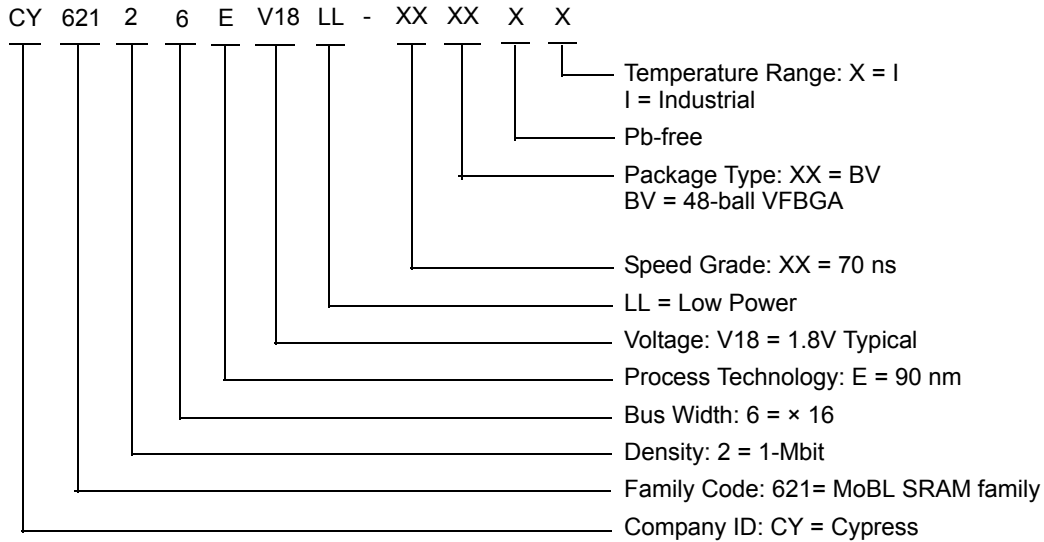 CY 621 2 6 E V18 LL - XX XX X X
Temperature Range: X = I
I = Industrial
Pb-free
Package Type: XX = BV
BV = 48-ball VFBGA
Speed Grade: XX = 70 ns
LL = Low Power
Voltage: V18 = 1.8V Typical
Process Technology: E = 90 nm
Bus Width: 6 = × 16
Density: 2 = 1-Mbit
Family Code: 621= MoBL SRAM family
Company ID: CY = Cypress